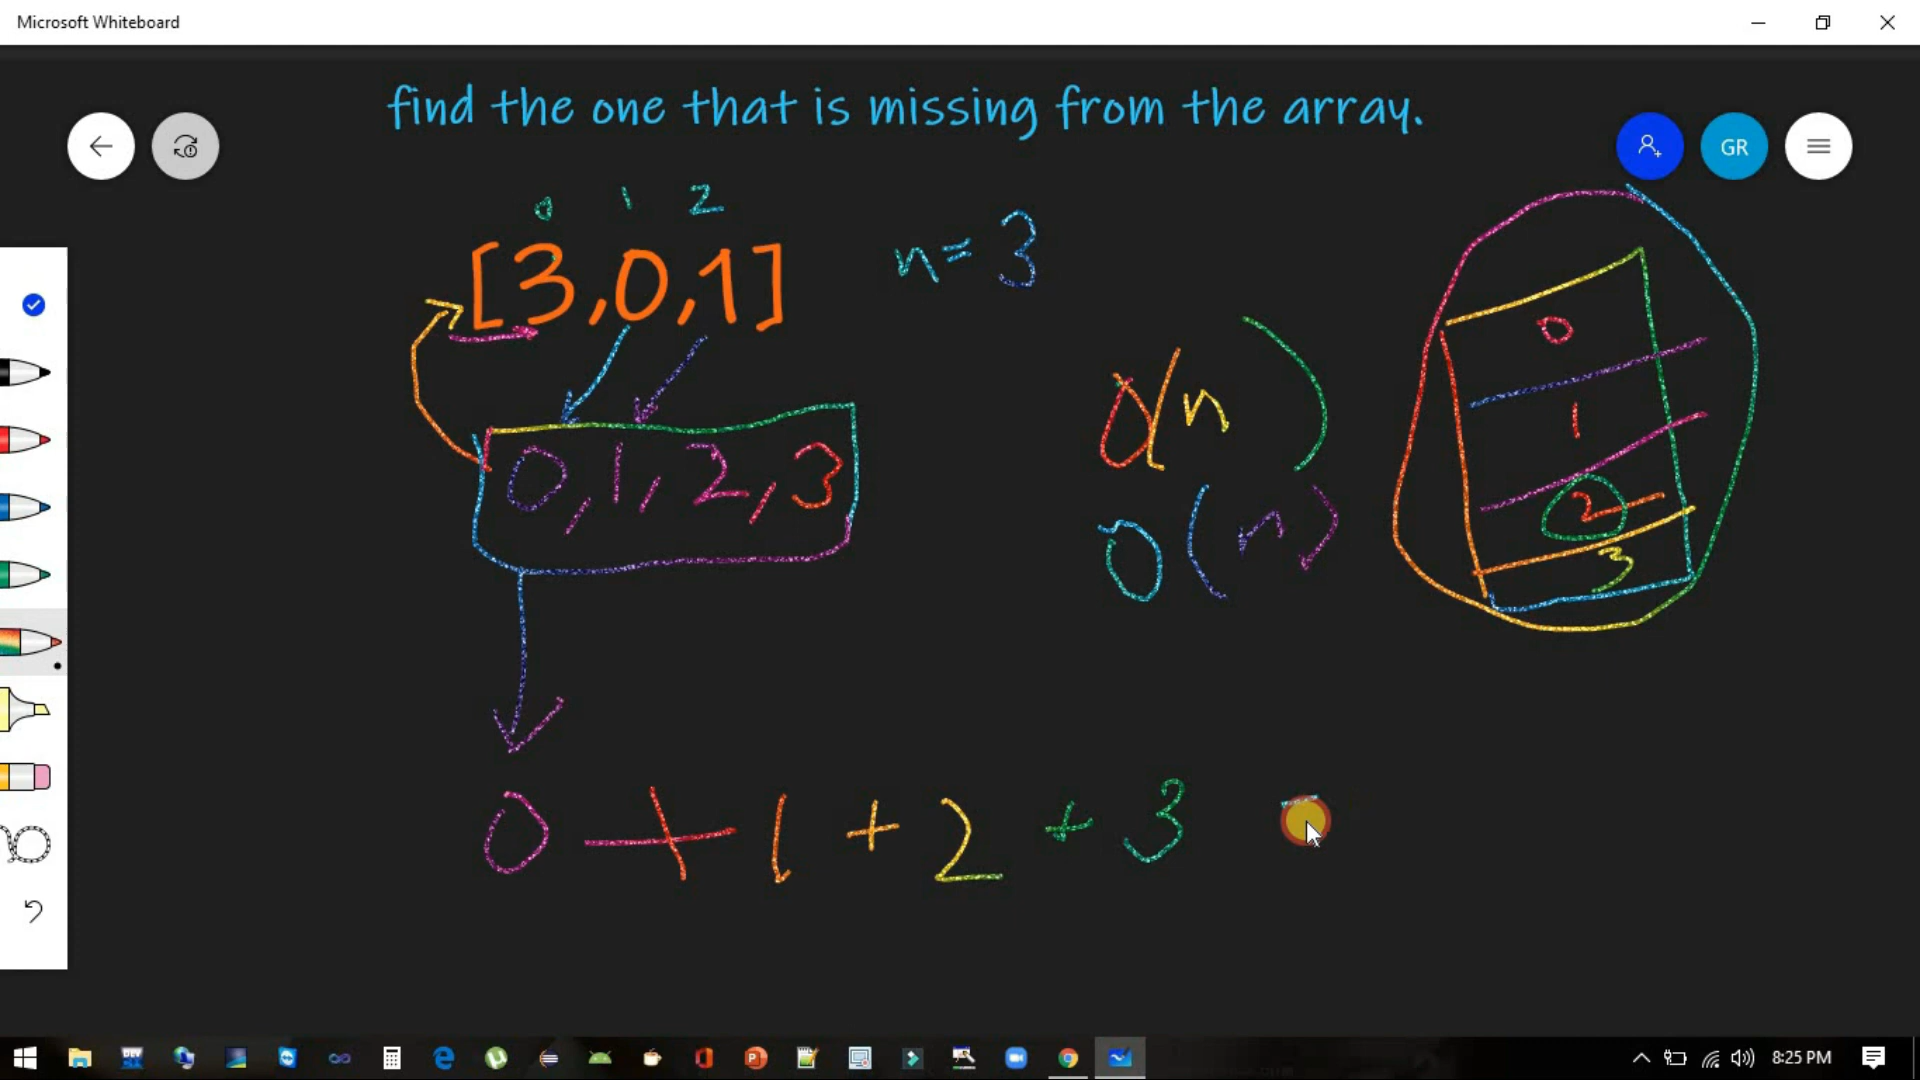 Microsoft Whiteboard
find the one that is missing from the array.
GR
0 1 2
[3,0,1]
n= 3
0,1,2,3
O(n)
O(n)
0
1
2
3
0 + 1 + 2 + 3
8:25 PM